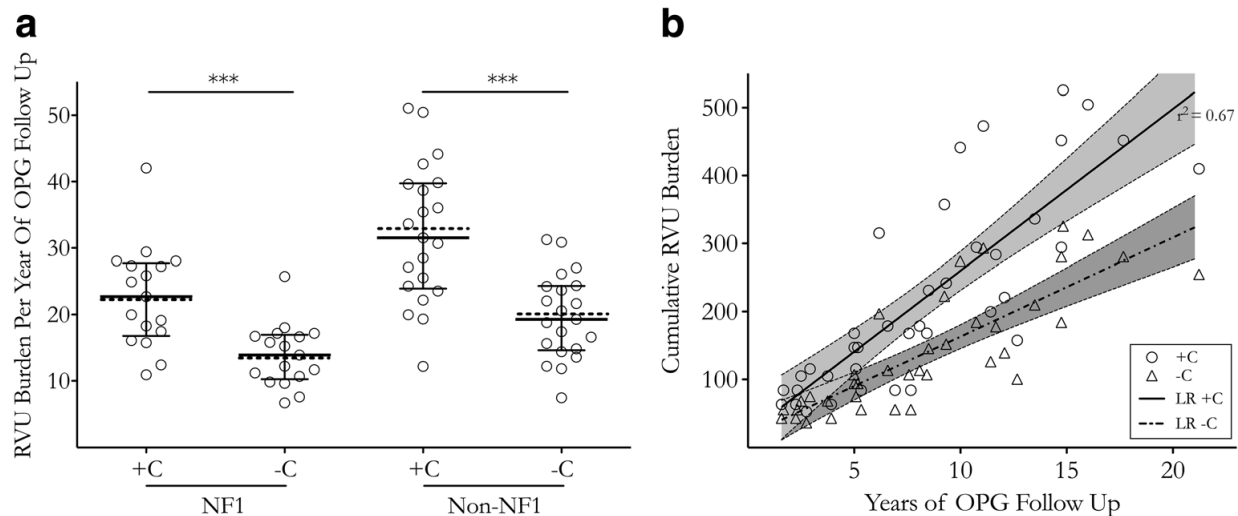 a
b
RVU Burden Per Year Of OPG Follow Up
***
***
50
40
30
20
10
+C
-C
+C
-C
NF1
Non-NF1
Cumulative RVU Burden
500
400
300
200
100
r² = 0.67
+C
-C
LR +C
LR -C
5
10
15
20
Years of OPG Follow Up